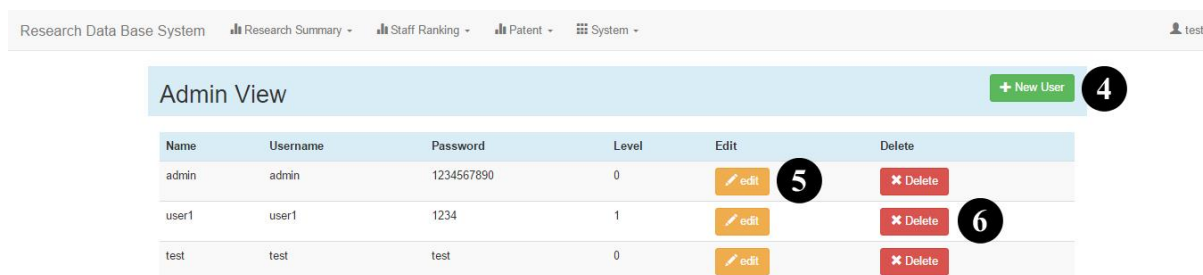 Research Data Base System Research Summary Staff Ranking Patent System test
Admin View + New User 4
Name Username Password Level Edit Delete
admin admin 1234567890 0 edit 5 Delete
user1 user1 1234 1 edit Delete 6
test test test 0 edit Delete